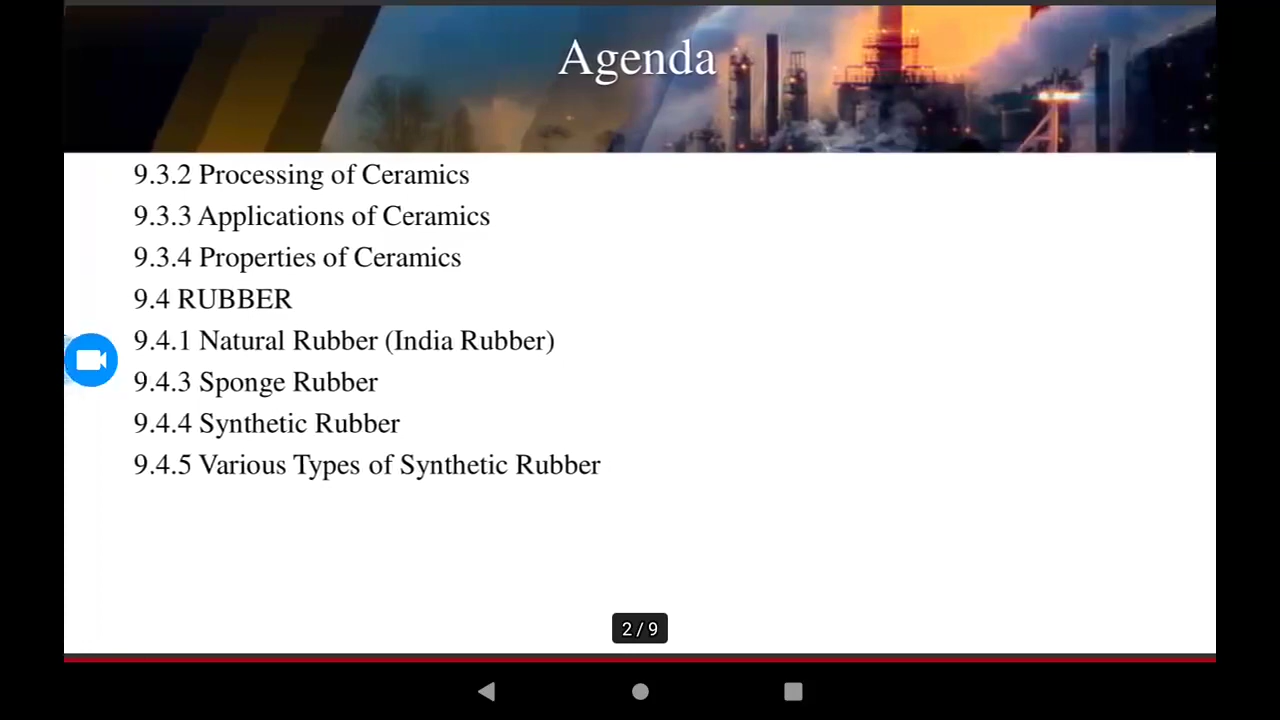 Agenda
9.3.2 Processing of Ceramics
9.3.3 Applications of Ceramics
9.3.4 Properties of Ceramics
9.4 RUBBER
9.4.1 Natural Rubber (India Rubber)
9.4.3 Sponge Rubber
9.4.4 Synthetic Rubber
9.4.5 Various Types of Synthetic Rubber
2 / 9